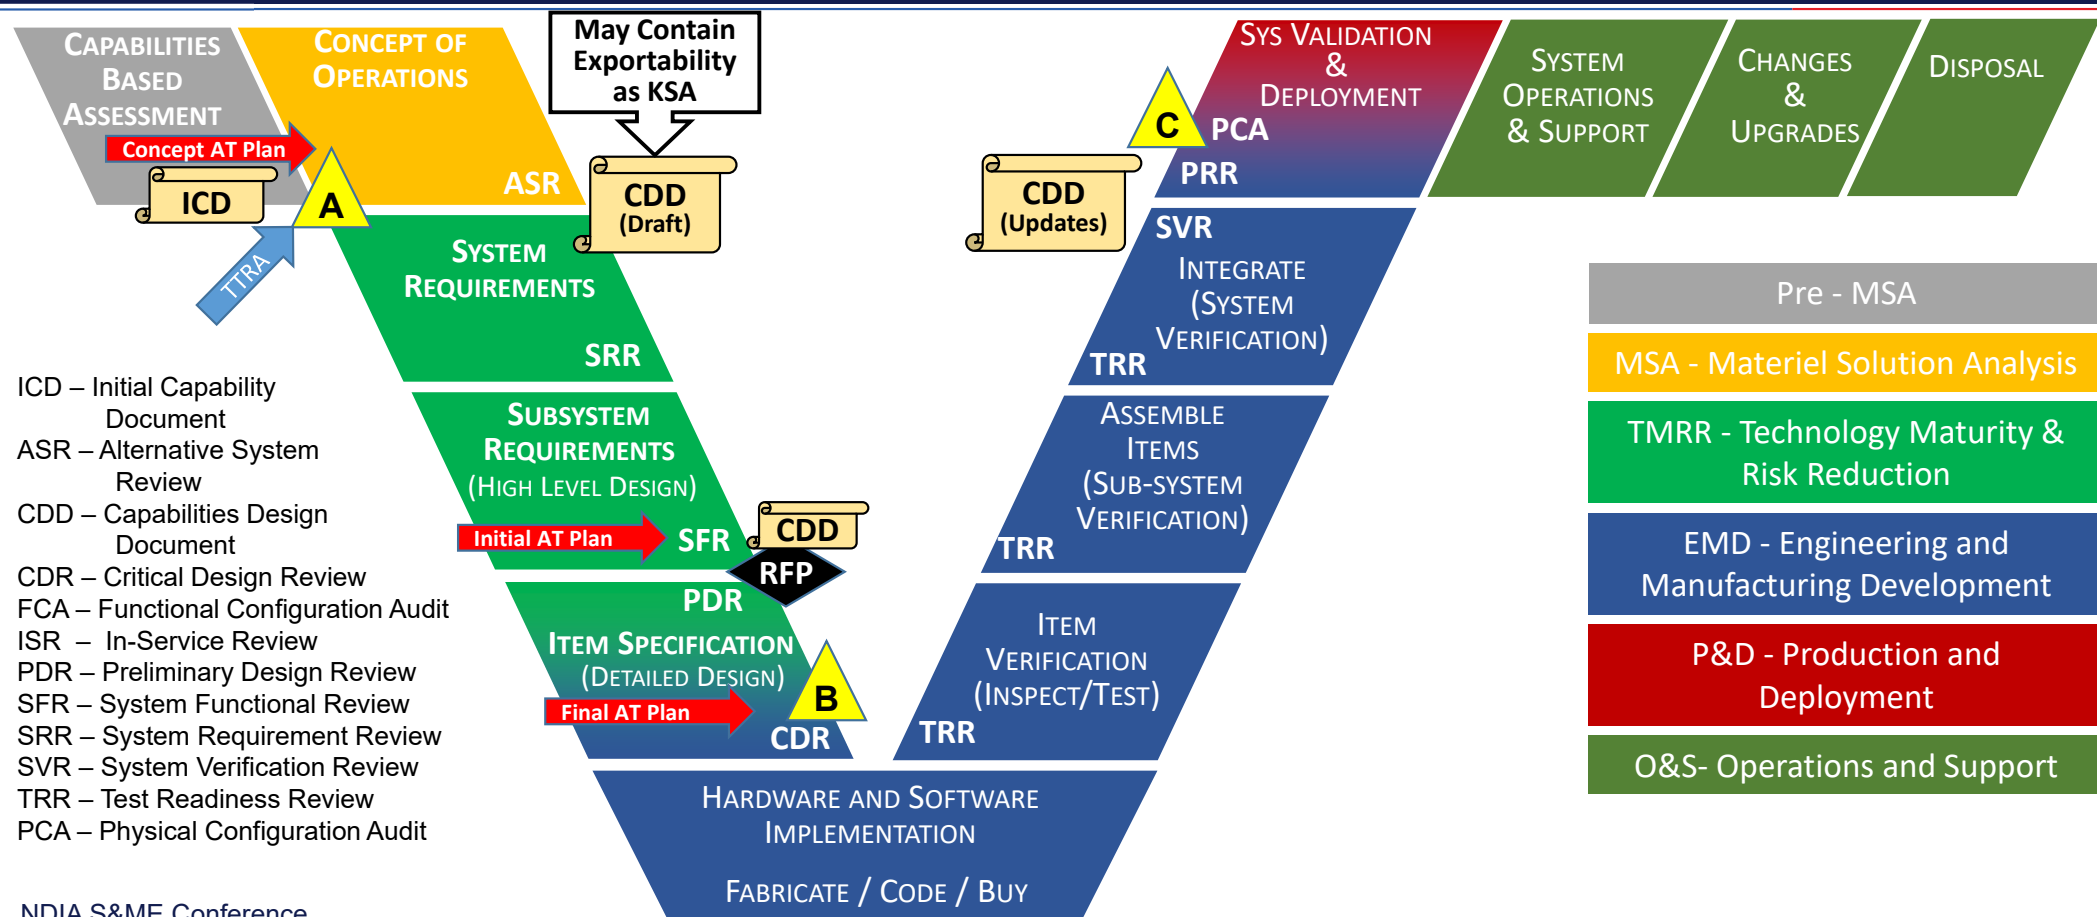 CAPABILITIES
BASED
ASSESSMENT
Concept AT Plan
ICD
A
TTRA
CONCEPT OF
OPERATIONS
ASR
May Contain
Exportability
as KSA
CDD
(Draft)
SYSTEM
REQUIREMENTS
SRR
SUBSYSTEM
REQUIREMENTS
(HIGH LEVEL DESIGN)
Initial AT Plan
SFR
CDD
RFP
PDR
ITEM SPECIFICATION
(DETAILED DESIGN)
Final AT Plan
B
CDR
HARDWARE AND SOFTWARE
IMPLEMENTATION
FABRICATE / CODE / BUY
ITEM
VERIFICATION
(INSPECT/TEST)
TRR
ASSEMBLE
ITEMS
(SUB-SYSTEM
VERIFICATION)
TRR
SVR
INTEGRATE
(SYSTEM
VERIFICATION)
TRR
CDD
(Updates)
C
SYS VALIDATION
&
DEPLOYMENT
PCA
PRR
SYSTEM
OPERATIONS
& SUPPORT
CHANGES
&
UPGRADES
DISPOSAL
Pre - MSA
MSA - Materiel Solution Analysis
TMRR - Technology Maturity &
Risk Reduction
EMD - Engineering and
Manufacturing Development
P&D - Production and
Deployment
O&S- Operations and Support
ICD – Initial Capability
Document
ASR – Alternative System
Review
CDD – Capabilities Design
Document
CDR – Critical Design Review
FCA – Functional Configuration Audit
ISR – In-Service Review
PDR – Preliminary Design Review
SFR – System Functional Review
SRR – System Requirement Review
SVR – System Verification Review
TRR – Test Readiness Review
PCA – Physical Configuration Audit
NDIA S&ME Conference